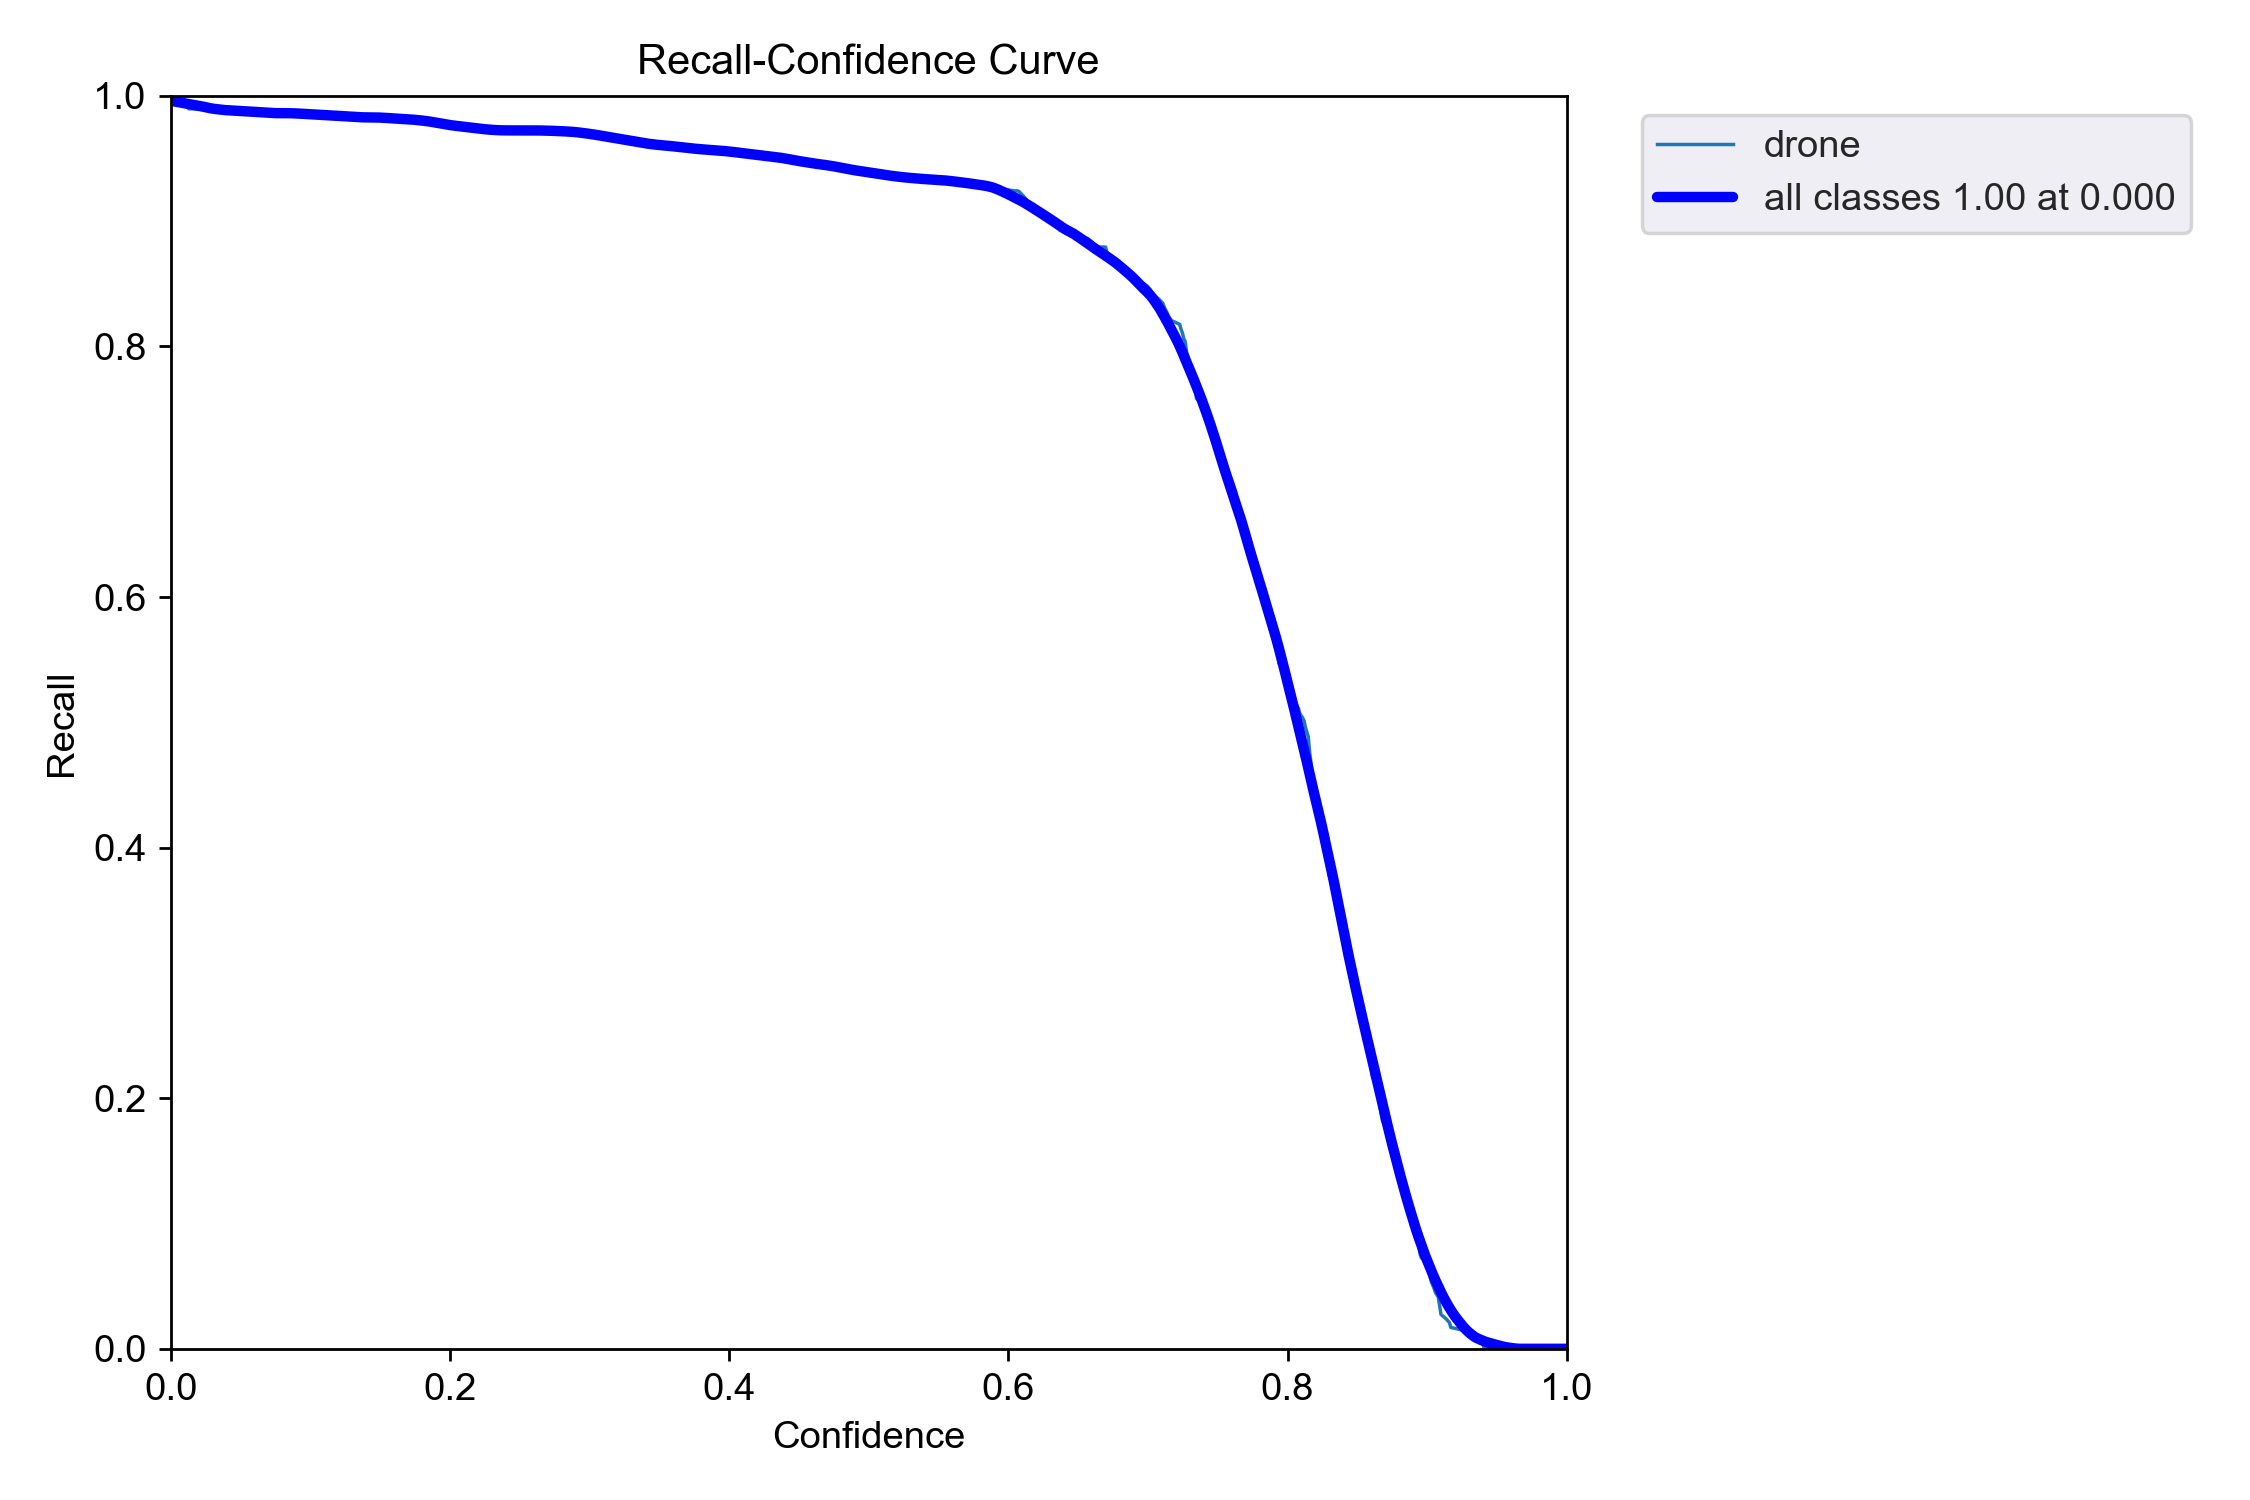 Recall-Confidence Curve
1.0
0.8
0.6
0.4
0.2
0.0
Recall
0.0 0.2 0.4 0.6 0.8 1.0
Confidence
drone
all classes 1.00 at 0.000